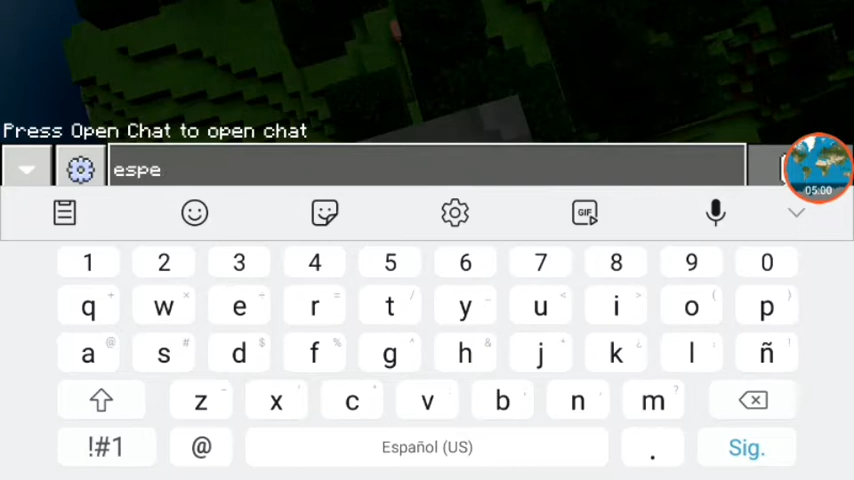 Press Open Chat to open chat
espe
05:00
GIF
1 2 3 4 5 6 7 8 9 0
q + w × e ÷ r = t / y _ u < i > o ( p )
a @ s # d $ f % g ^ h & j * k ¿ l : ñ !
z - x ' c " v : b ; n , m ?
!#1 @ Español (US) . Sig.